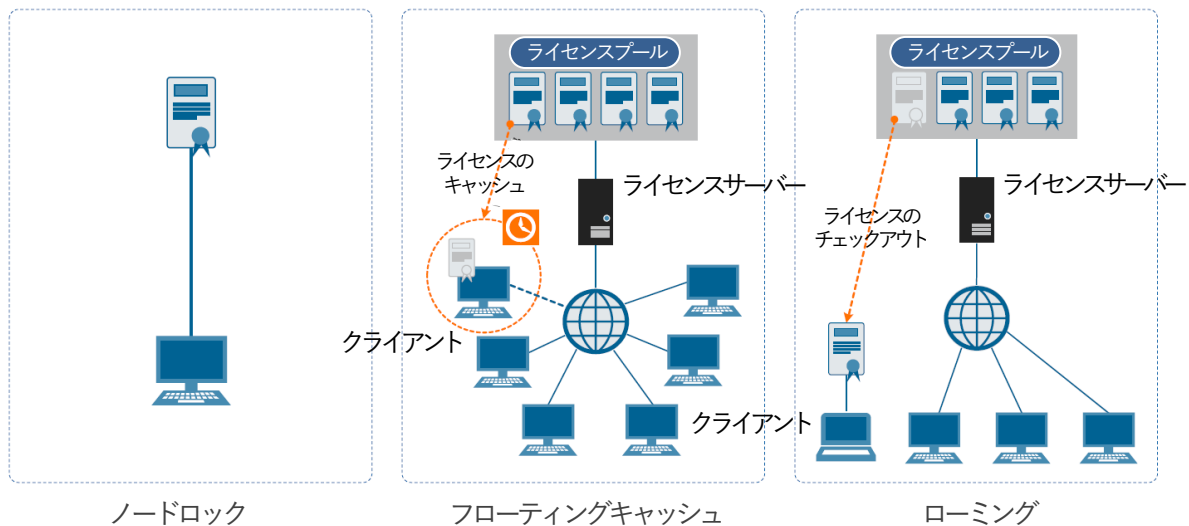 ライセンスプール
ライセンスの
キャッシュ
ライセンスサーバー
クライアント
クライアント
ライセンスプール
ライセンスサーバー
ライセンスの
チェックアウト
ノードロック
フローティングキャッシュ
ローミング